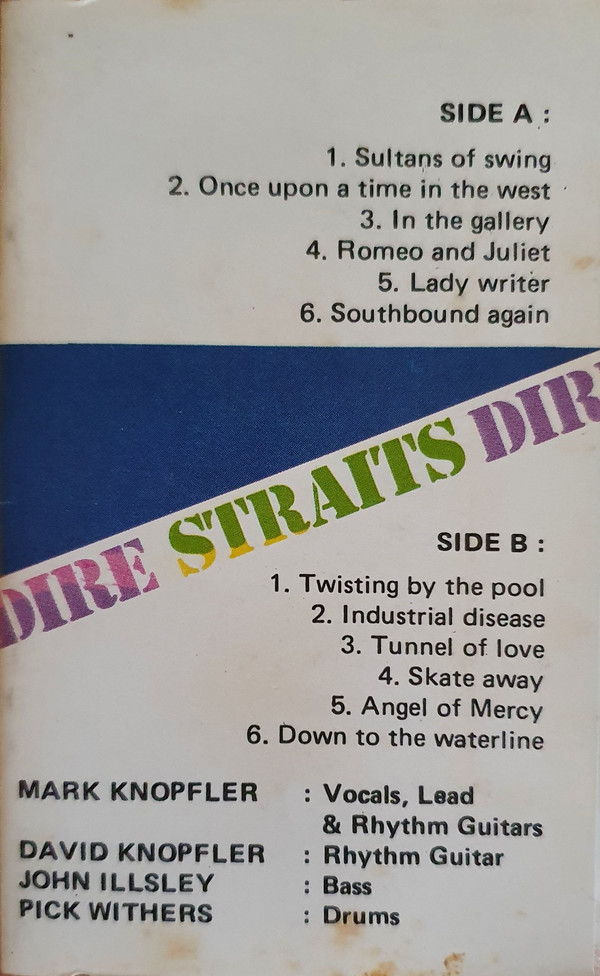 SIDE A :
1. Sultans of swing
2. Once upon a time in the west
3. In the gallery
4. Romeo and Juliet
5. Lady writer
6. Southbound again
DIRE STRAITS DIR
SIDE B :
1. Twisting by the pool
2. Industrial disease
3. Tunnel of love
4. Skate away
5. Angel of Mercy
6. Down to the waterline
MARK KNOPFLER : Vocals, Lead
& Rhythm Guitars
DAVID KNOPFLER : Rhythm Guitar
JOHN ILLSLEY : Bass
PICK WITHERS : Drums